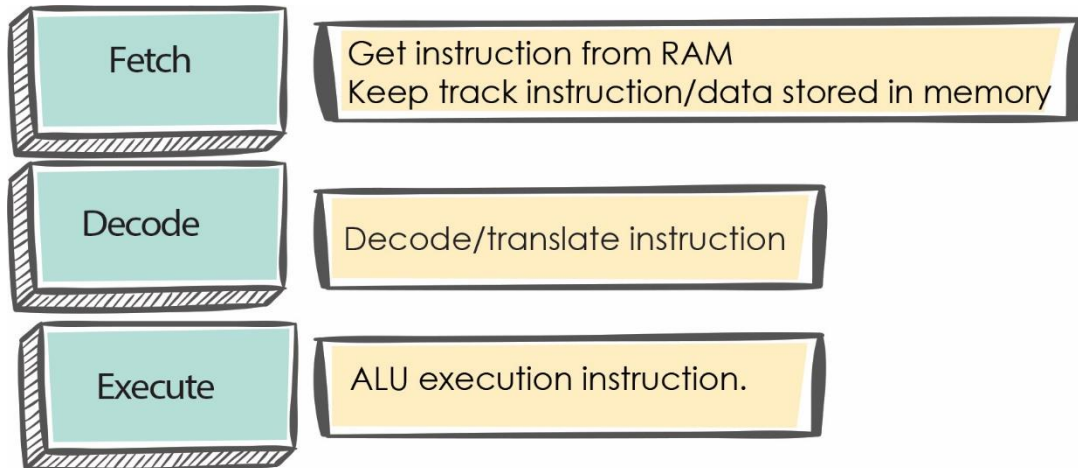 Fetch
Get instruction from RAM
Keep track instruction/data stored in memory
Decode
Decode/translate instruction
Execute
ALU execution instruction.